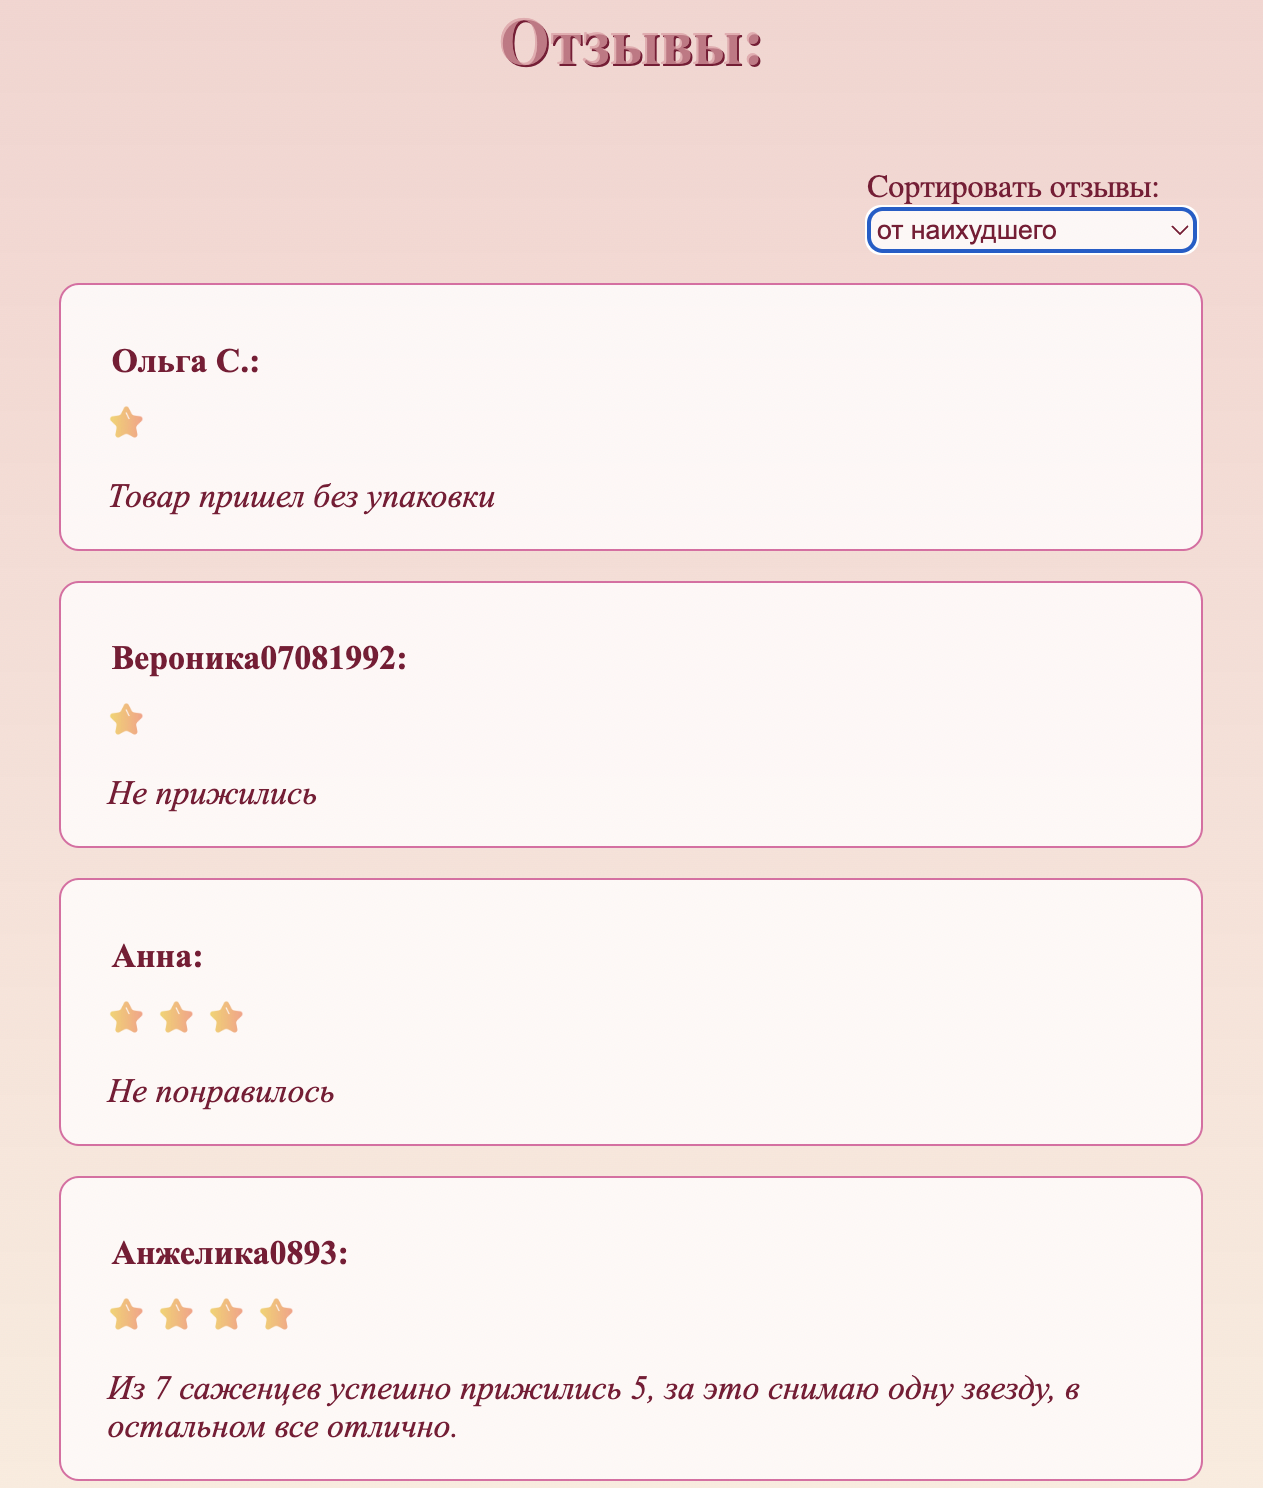 Отзывы:
Сортировать отзывы:
от наихудшего
Ольга С.:
Товар пришел без упаковки
Вероника07081992:
Не прижились
Анна:
Не понравилось
Анжелика0893:
Из 7 саженцев успешно прижились 5, за это снимаю одну звезду, в
остальном все отлично.